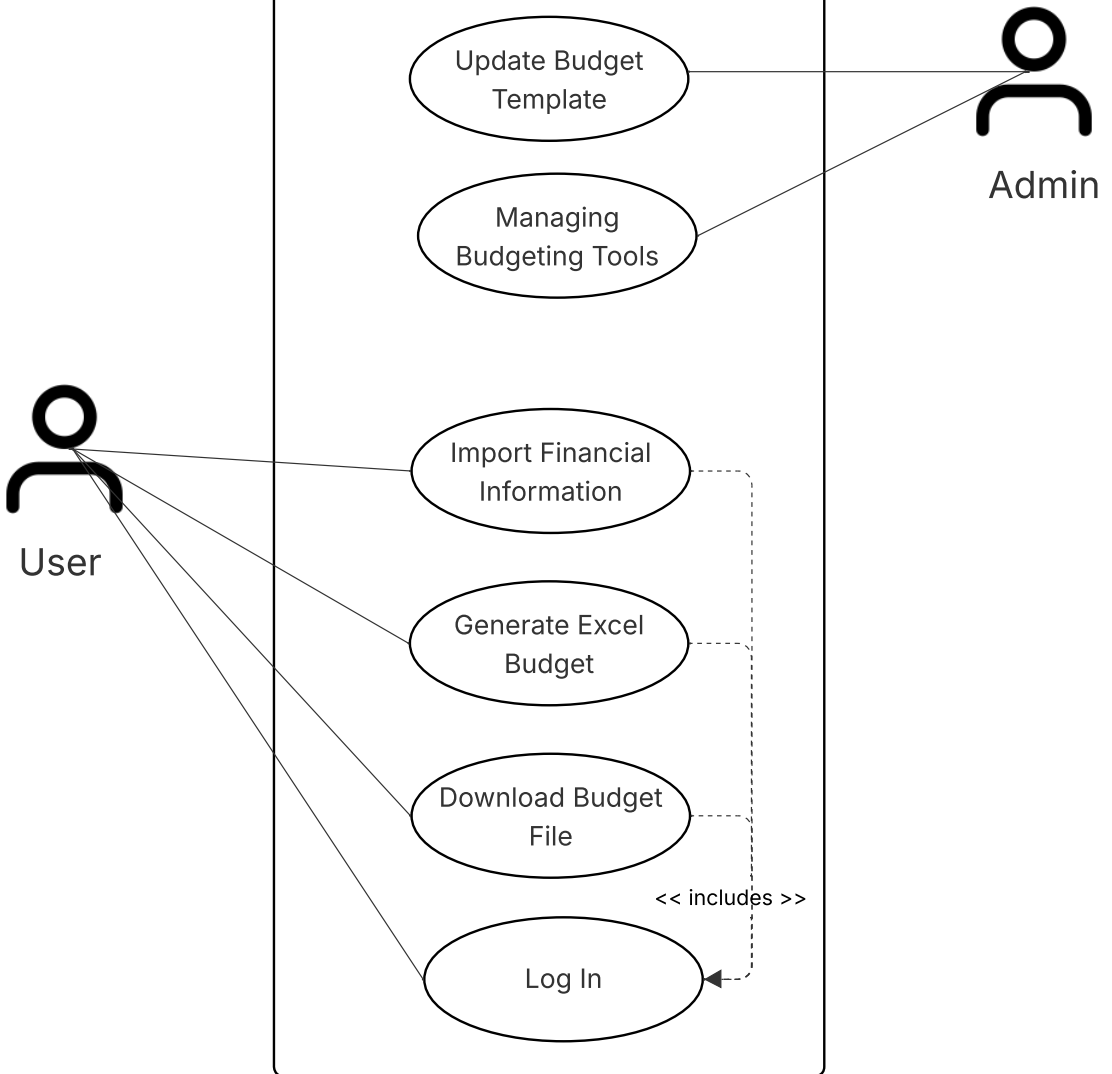 Update Budget
Template
Admin
Managing
Budgeting Tools
Import Financial
Information
User
Generate Excel
Budget
Download Budget
File
<< includes >>
Log In